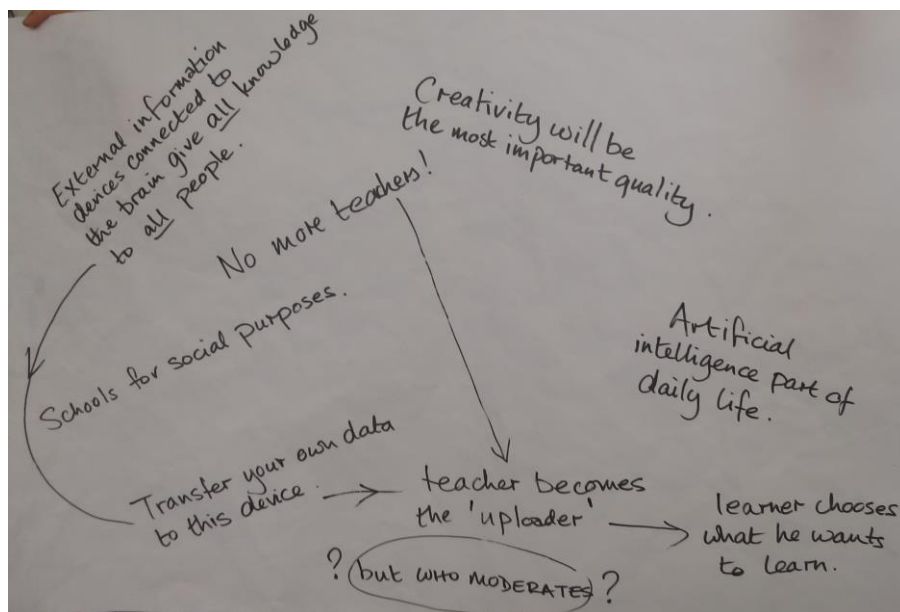 External information
devices connected to
the brain give all knowledge
to all people.
Creativity will be
the most important quality.
No more teachers!
Schools for social purposes.
Artificial
intelligence part of
daily life.
Transfer your own data
to this device.
teacher becomes
the 'uploader'
learner chooses
what he wants
to learn.
? but WHO MODERATES ?